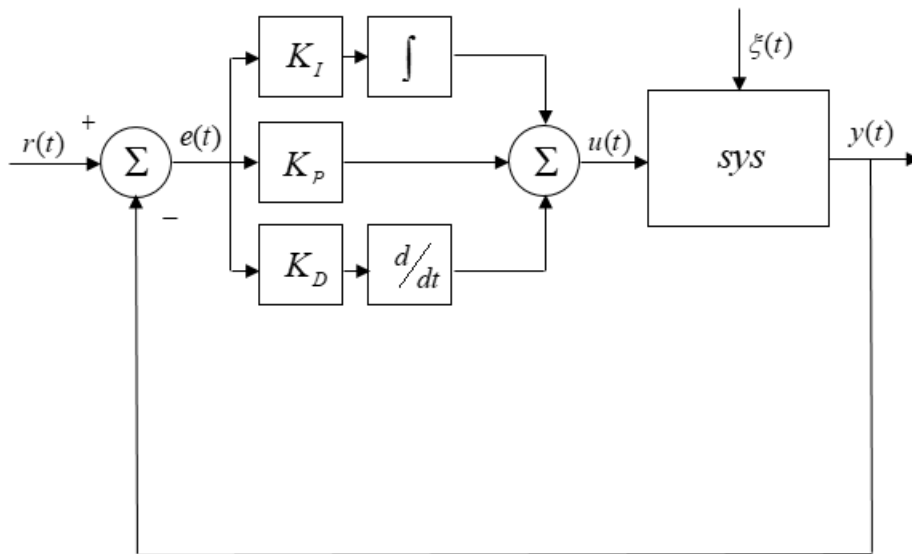 K_I
∫
ξ(t)
r(t)
+
Σ
−
e(t)
K_P
Σ
u(t)
sys
y(t)
K_D
d/dt